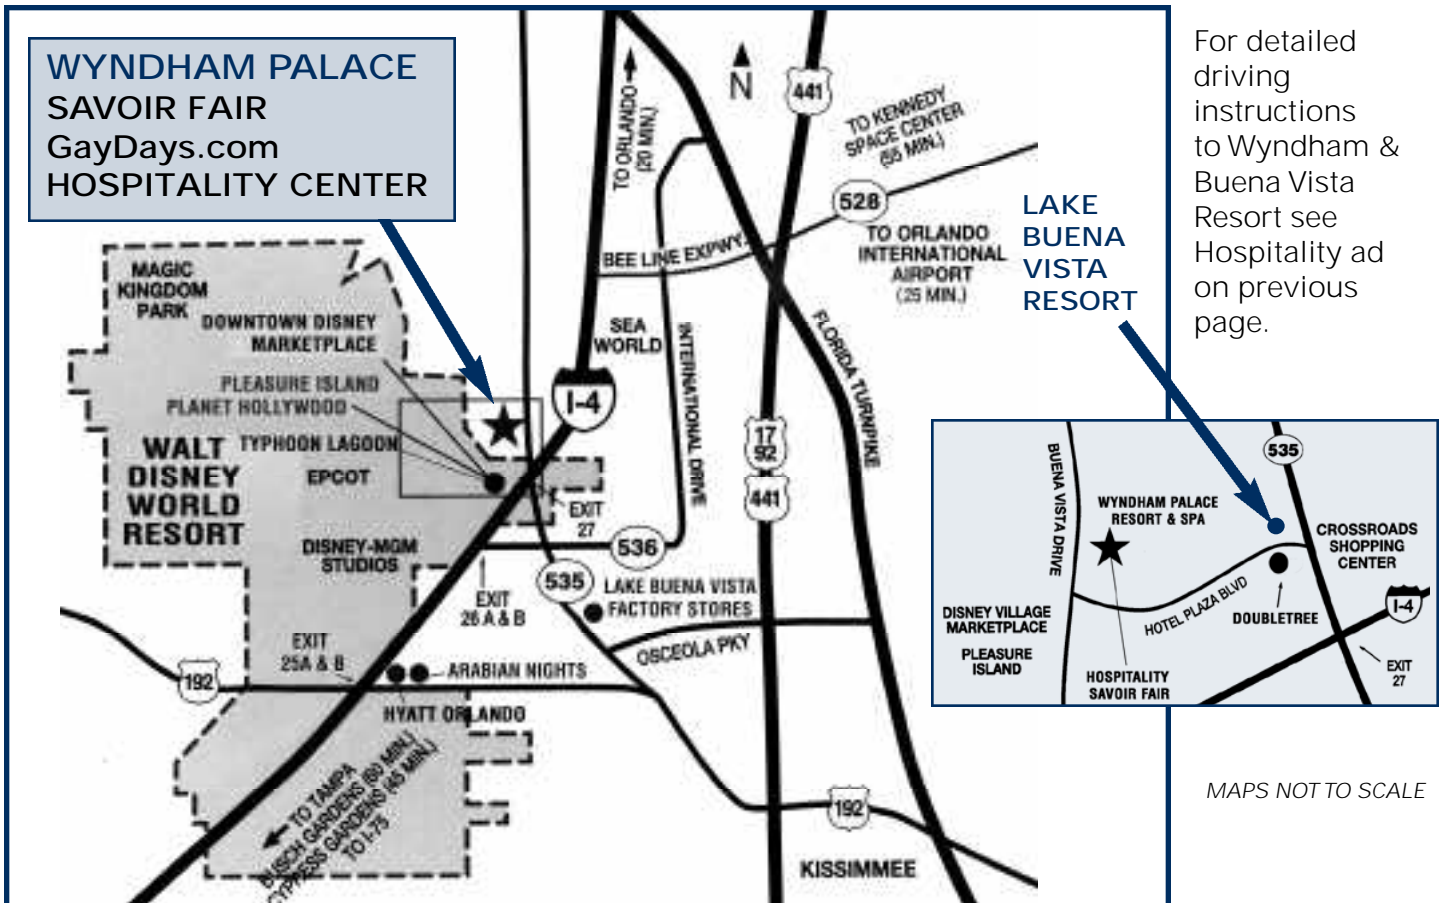 WYNDHAM PALACE
SAVOIR FAIR
GayDays.com
HOSPITALITY CENTER
For detailed
driving
instructions
to Wyndham &
Buena Vista
Resort see
Hospitality ad
on previous
page.
LAKE
BUENA
VISTA
RESORT
N
441
TO ORLANDO
(20 MIN.)
TO KENNEDY
SPACE CENTER
(55 MIN.)
528
BEE LINE EXPWY.
TO ORLANDO
INTERNATIONAL
AIRPORT
(25 MIN.)
MAGIC
KINGDOM
PARK
DOWNTOWN DISNEY
MARKETPLACE
PLEASURE ISLAND
PLANET HOLLYWOOD
TYPHOON LAGOON
EPCOT
WALT
DISNEY
WORLD
RESORT
DISNEY-MGM
STUDIOS
SEA
WORLD
INTERNATIONAL DRIVE
FLORIDA TURNPIKE
I-4
17
92
441
EXIT
27
536
535
EXIT
26 A & B
LAKE BUENA VISTA
FACTORY STORES
OSCEOLA PKY
EXIT
25A & B
192
ARABIAN NIGHTS
HYATT ORLANDO
TO TAMPA
BUSCH GARDENS (60 MIN.)
CYPRESS GARDENS (45 MIN.)
TO I-75
192
KISSIMMEE
BUENA VISTA DRIVE
535
WYNDHAM PALACE
RESORT & SPA
CROSSROADS
SHOPPING
CENTER
HOTEL PLAZA BLVD
DOUBLETREE
I-4
DISNEY VILLAGE
MARKETPLACE
PLEASURE
ISLAND
HOSPITALITY
SAVOIR FAIR
EXIT
27
MAPS NOT TO SCALE